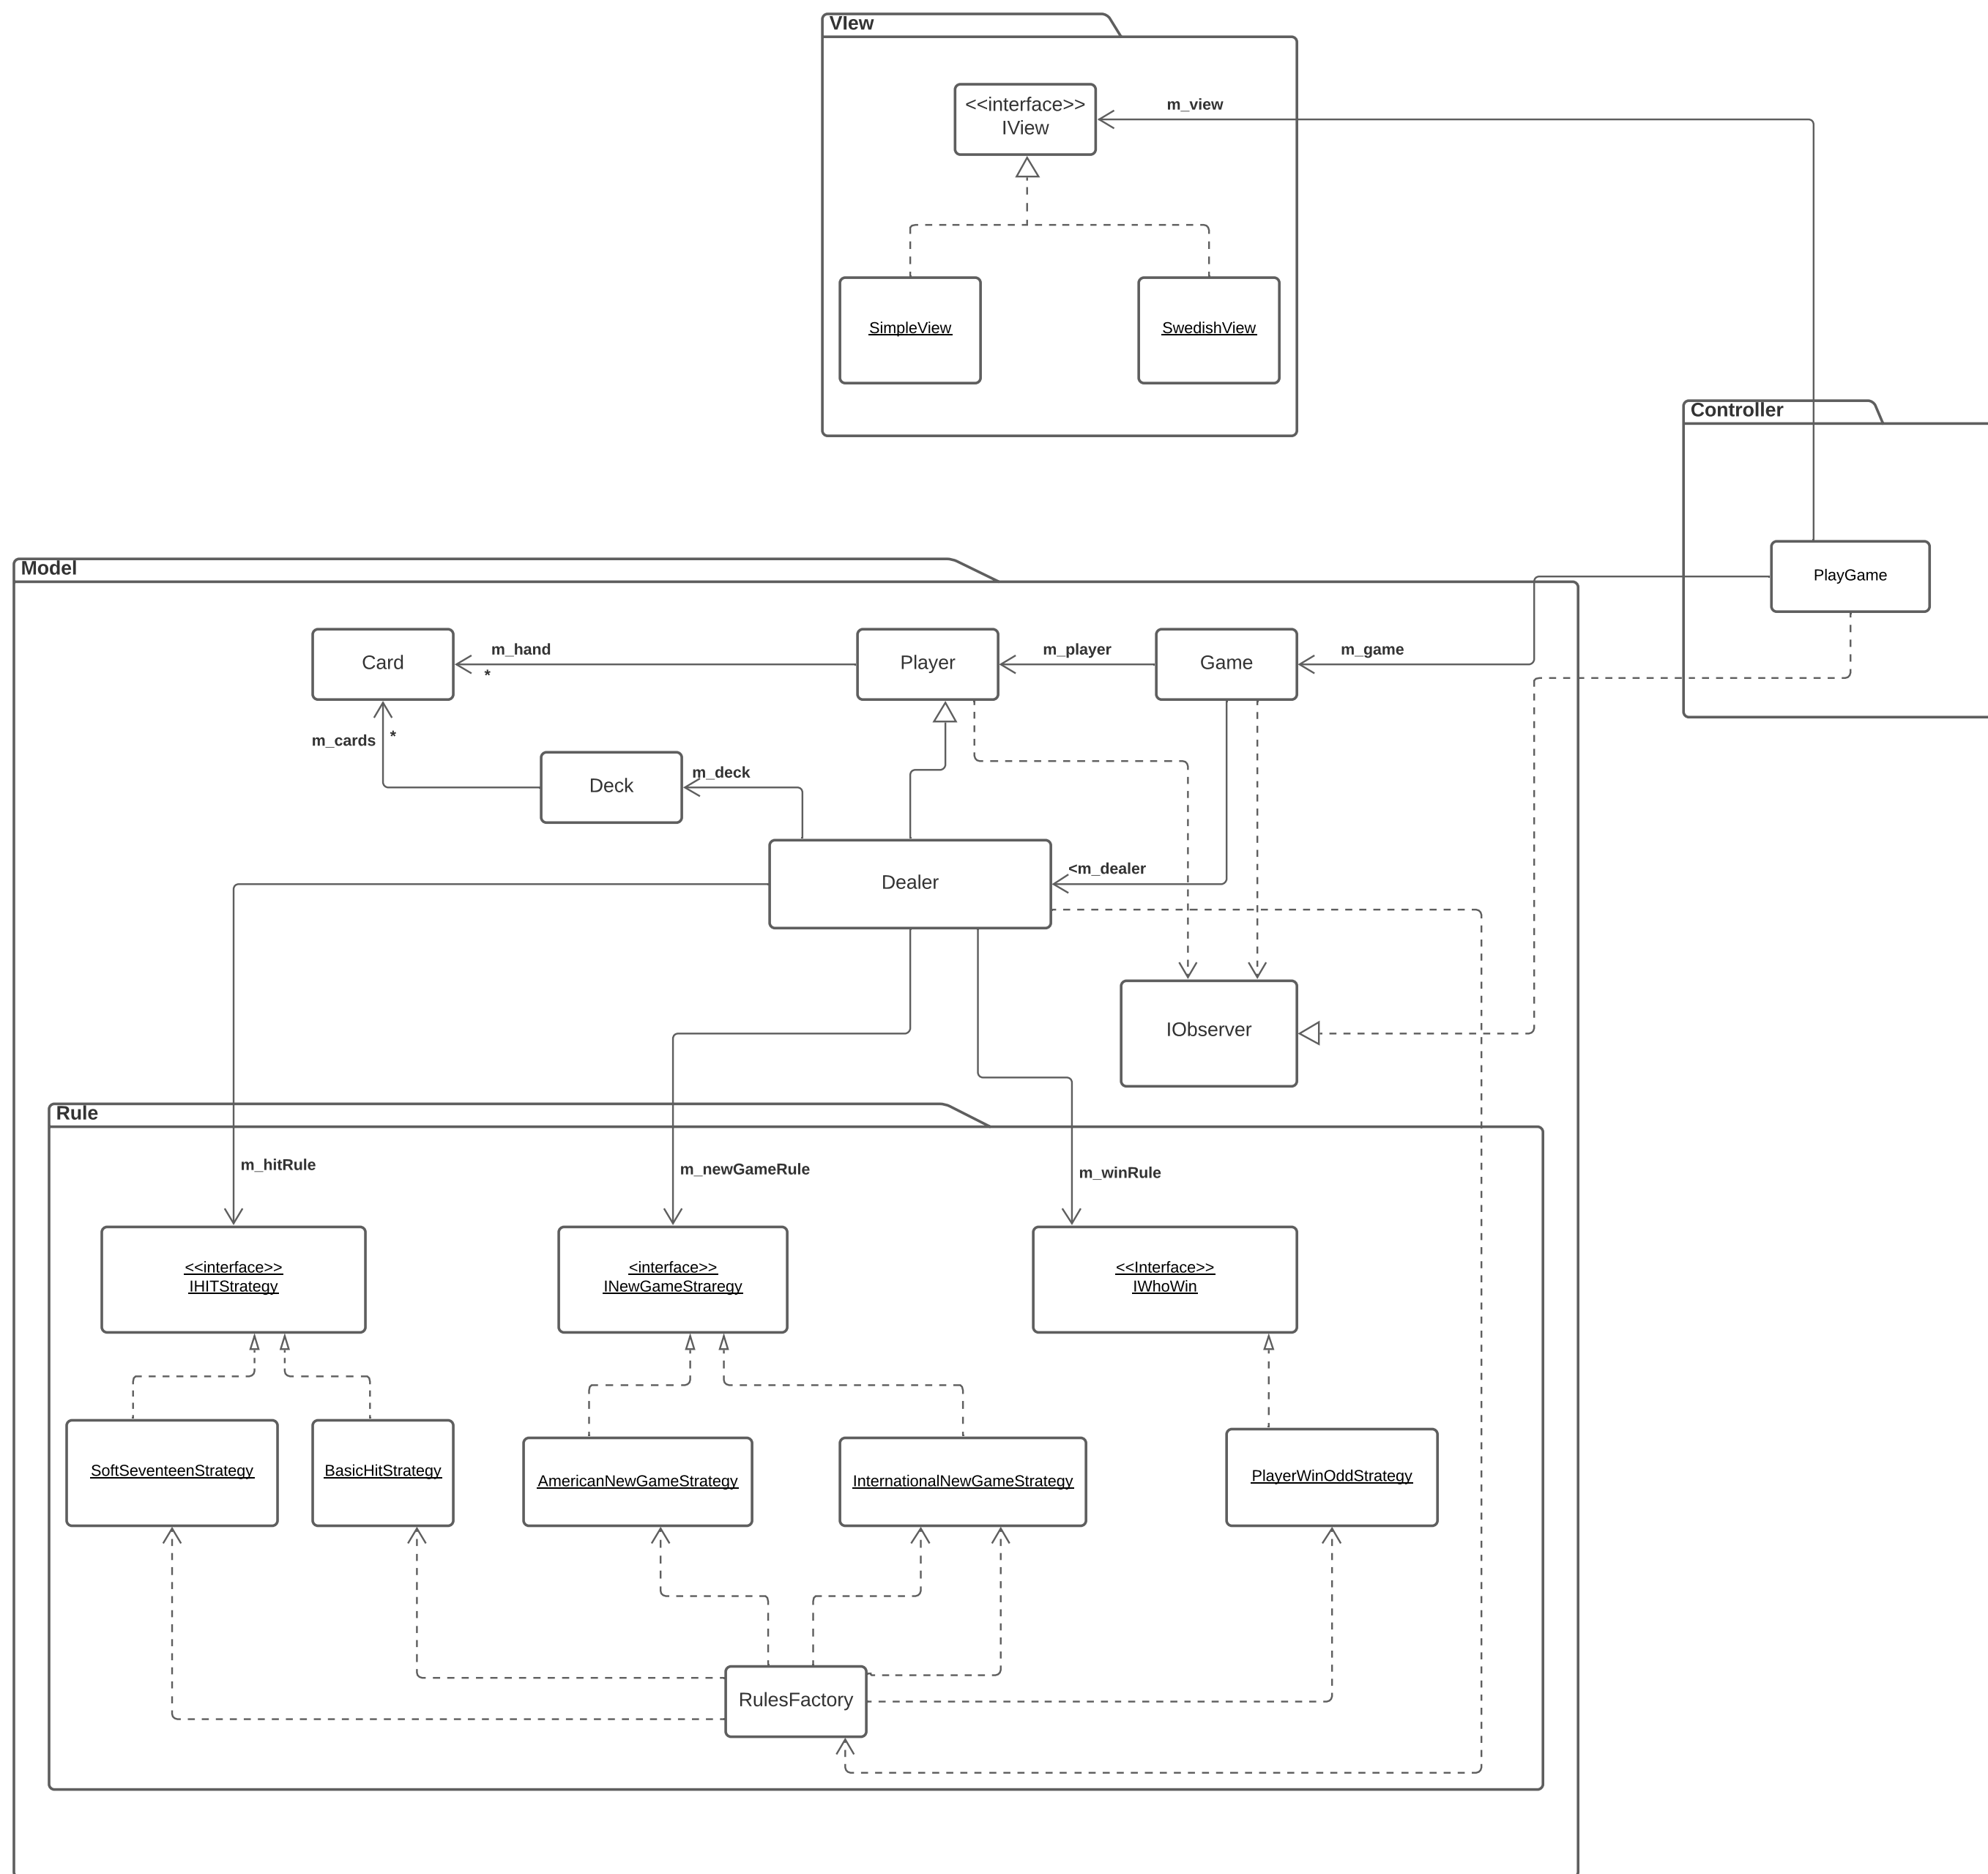 VIew
<<interface>>
IView
m_view
SimpleView
SwedishView
Controller
PlayGame
Model
Card
m_hand
*
Player
m_player
Game
m_game
m_cards
*
Deck
m_deck
Dealer
<m_dealer
IObserver
Rule
m_hitRule
m_newGameRule
m_winRule
<<interface>>
IHITStrategy
<interface>>
INewGameStraregy
<<Interface>>
IWhoWin
SoftSeventeenStrategy
BasicHitStrategy
AmericanNewGameStrategy
InternationalNewGameStrategy
PlayerWinOddStrategy
RulesFactory